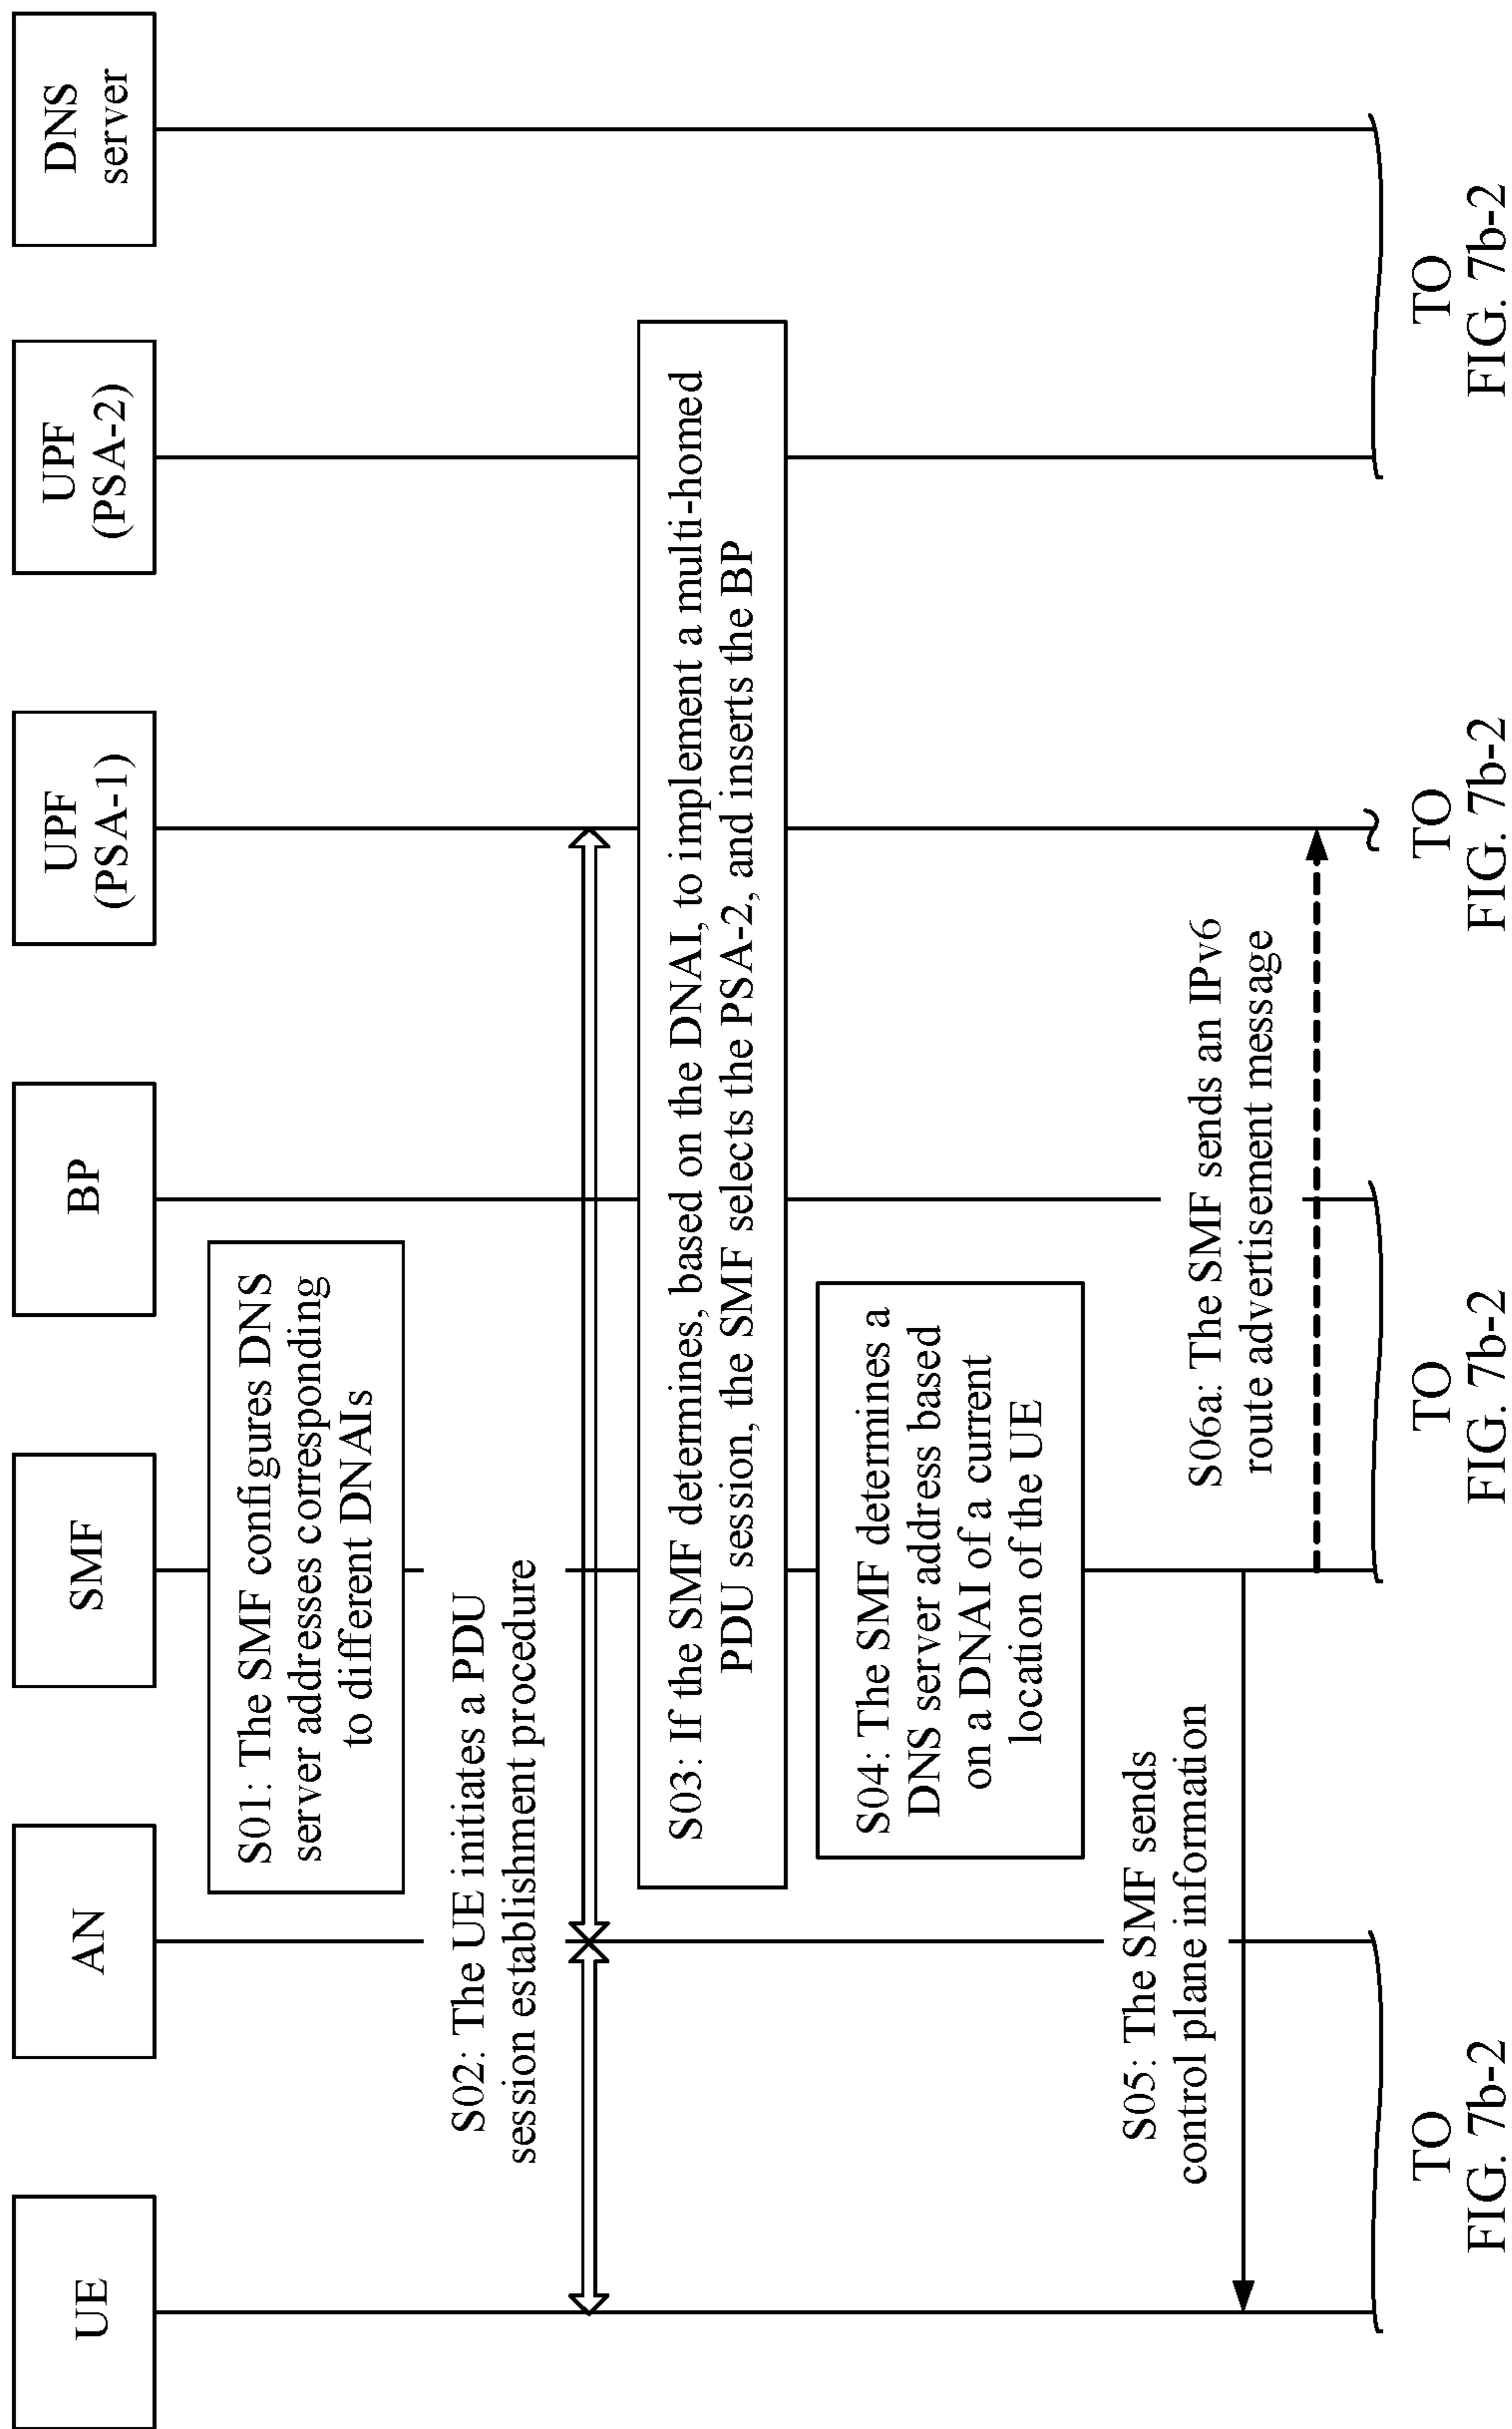 UE
AN
SMF
BP
UPF
(PSA-1)
UPF
(PSA-2)
DNS
server
S01: The SMF configures DNS
server addresses corresponding
to different DNAIs
S02: The UE initiates a PDU
session establishment procedure
S03: If the SMF determines, based on the DNAI, to implement a multi-homed
PDU session, the SMF selects the PSA-2, and inserts the BP
S04: The SMF determines a
DNS server address based
on a DNAI of a current
location of the UE
S05: The SMF sends
control plane information
S06a: The SMF sends an IPv6
route advertisement message
TO
FIG. 7b-2
TO
FIG. 7b-2
TO
FIG. 7b-2
TO
FIG. 7b-2